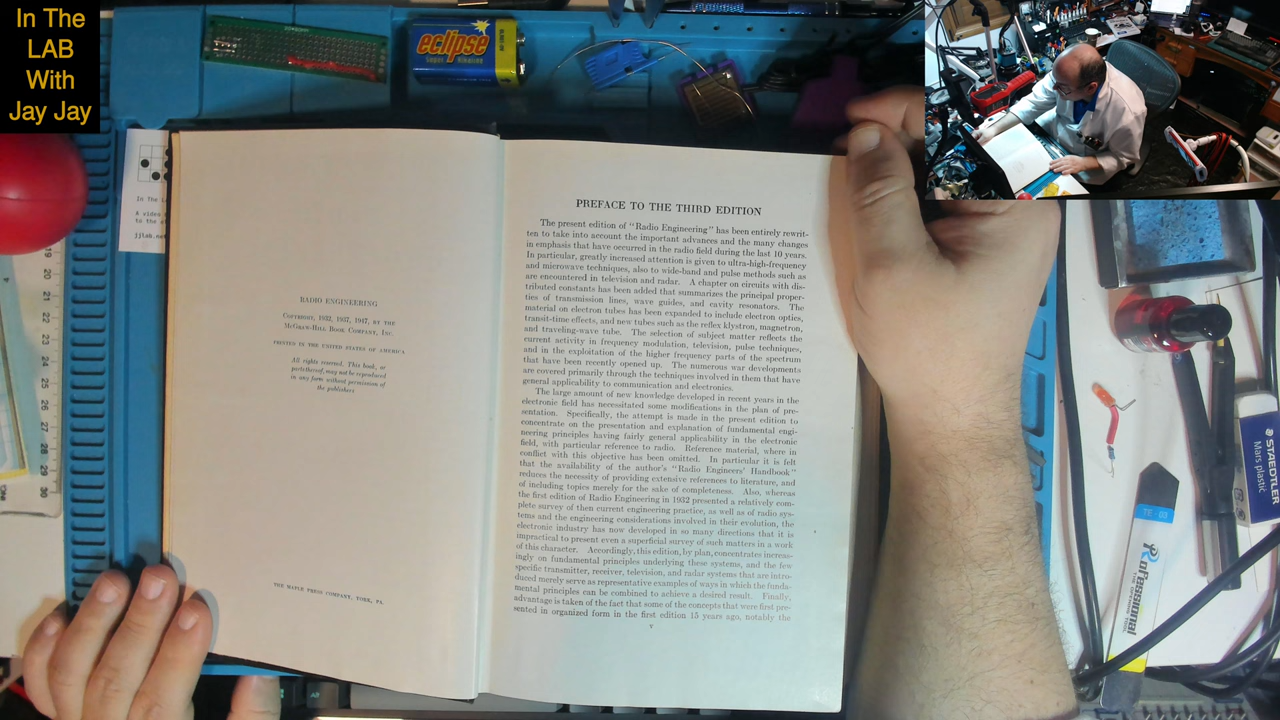 In The
LAB
With
Jay Jay
eclipse
In The L
A video
to the el
jjlab.ne
RADIO ENGINEERING
COPYRIGHT, 1932, 1937, 1947, BY THE
McGRAW-HILL BOOK COMPANY, INC.
PRINTED IN THE UNITED STATES OF AMERICA
All rights reserved. This book, or
parts thereof, may not be reproduced
in any form without permission of
the publishers
THE MAPLE PRESS COMPANY, YORK, PA.
PREFACE TO THE THIRD EDITION
The present edition of "Radio Engineering" has been entirely rewrit-
ten to take into account the important advances and the many changes
in emphasis that have occurred in the radio field during the last 10 years.
In particular, greatly increased attention is given to ultra-high-frequency
and microwave techniques, also to wide-band and pulse methods such as
are encountered in television and radar. A chapter on circuits with dis-
tributed constants has been added that summarizes the principal proper-
ties of transmission lines, wave guides, and cavity resonators. The
material on electron tubes has been expanded to include electron optics,
transit-time effects, and new tubes such as the reflex klystron, magnetron,
and traveling-wave tube. The selection of subject matter reflects the
current activity in frequency modulation, television, pulse techniques,
and in the exploitation of the higher frequency parts of the spectrum
that have been recently opened up. The numerous war developments
are covered primarily through the techniques involved in them that have
general applicability to communication and electronics.
The large amount of new knowledge developed in recent years in the
electronic field has necessitated some modifications in the plan of pre-
sentation. Specifically, the attempt is made in the present edition to
concentrate on the presentation and explanation of fundamental engi-
neering principles having fairly general applicability in the electronic
field, with particular reference to radio. Reference material, where in
conflict with this objective has been omitted. In particular it is felt
that the availability of the author's "Radio Engineers' Handbook"
reduces the necessity of providing extensive references to literature, and
of including topics merely for the sake of completeness. Also, whereas
the first edition of Radio Engineering in 1932 presented a relatively com-
plete survey of then current engineering practice, as well as of radio sys-
tems and the engineering considerations involved in their evolution, the
electronic industry has now developed in so many directions that it is
impractical to present even a superficial survey of such matters in a work
of this character. Accordingly, this edition, by plan, concentrates increas-
ingly on fundamental principles underlying these systems, and the few
specific transmitter, receiver, television, and radar systems that are intro-
duced merely serve as representative examples of ways in which the funda-
mental principles can be combined to achieve a desired result. Finally,
advantage is taken of the fact that some of the concepts that were first pre-
sented in organized form in the first edition 15 years ago, notably the
v
19
20
21
22
23
24
25
26
27
28
29
30
STAEDTLER
Mars plastic
TE-03
Professional